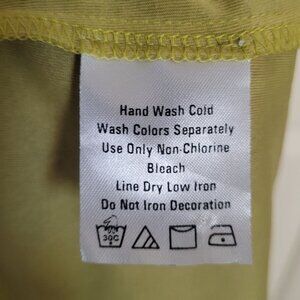 Hand Wash Cold
Wash Colors Separately
Use Only Non-Chlorine
Bleach
Line Dry Low Iron
Do Not Iron Decoration
30C